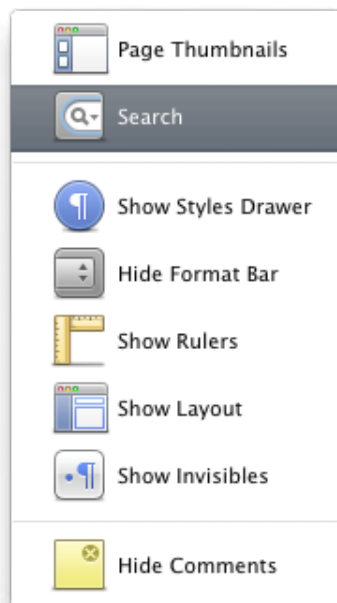 Page Thumbnails
Search
Show Styles Drawer
Hide Format Bar
Show Rulers
Show Layout
Show Invisibles
Hide Comments